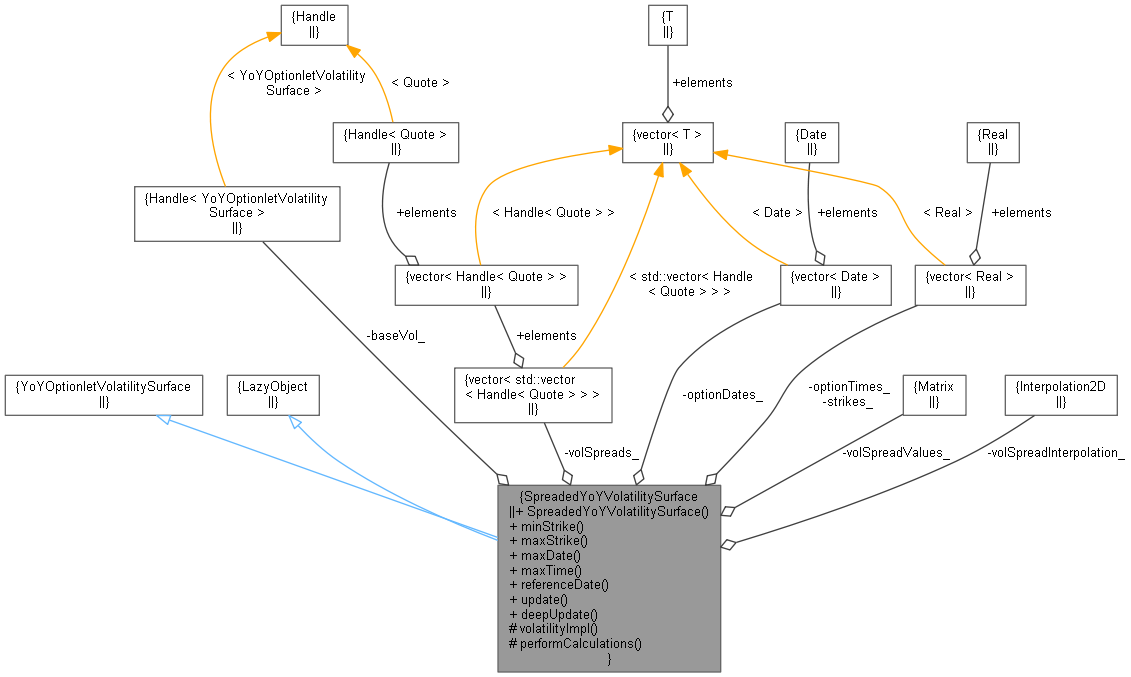 {Handle
||}
{T
||}
< YoYOptionletVolatility
Surface >
< Quote >
+elements
{Handle< Quote >
||}
{vector< T >
||}
{Date
||}
{Real
||}
{Handle< YoYOptionletVolatility
Surface >
||}
+elements
< Handle< Quote > >
< Date >
+elements
< Real >
+elements
{vector< Handle< Quote > >
||}
< std::vector< Handle
< Quote > > >
{vector< Date >
||}
{vector< Real >
||}
-baseVol_
+elements
{YoYOptionletVolatilitySurface
||}
{LazyObject
||}
{vector< std::vector
< Handle< Quote > > >
||}
-optionDates_
-optionTimes_
-strikes_
{Matrix
||}
{Interpolation2D
||}
-volSpreads_
-volSpreadValues_
-volSpreadInterpolation_
{SpreadedYoYVolatilitySurface
||+ SpreadedYoYVolatilitySurface()
+ minStrike()
+ maxStrike()
+ maxDate()
+ maxTime()
+ referenceDate()
+ update()
+ deepUpdate()
# volatilityImpl()
# performCalculations()
}